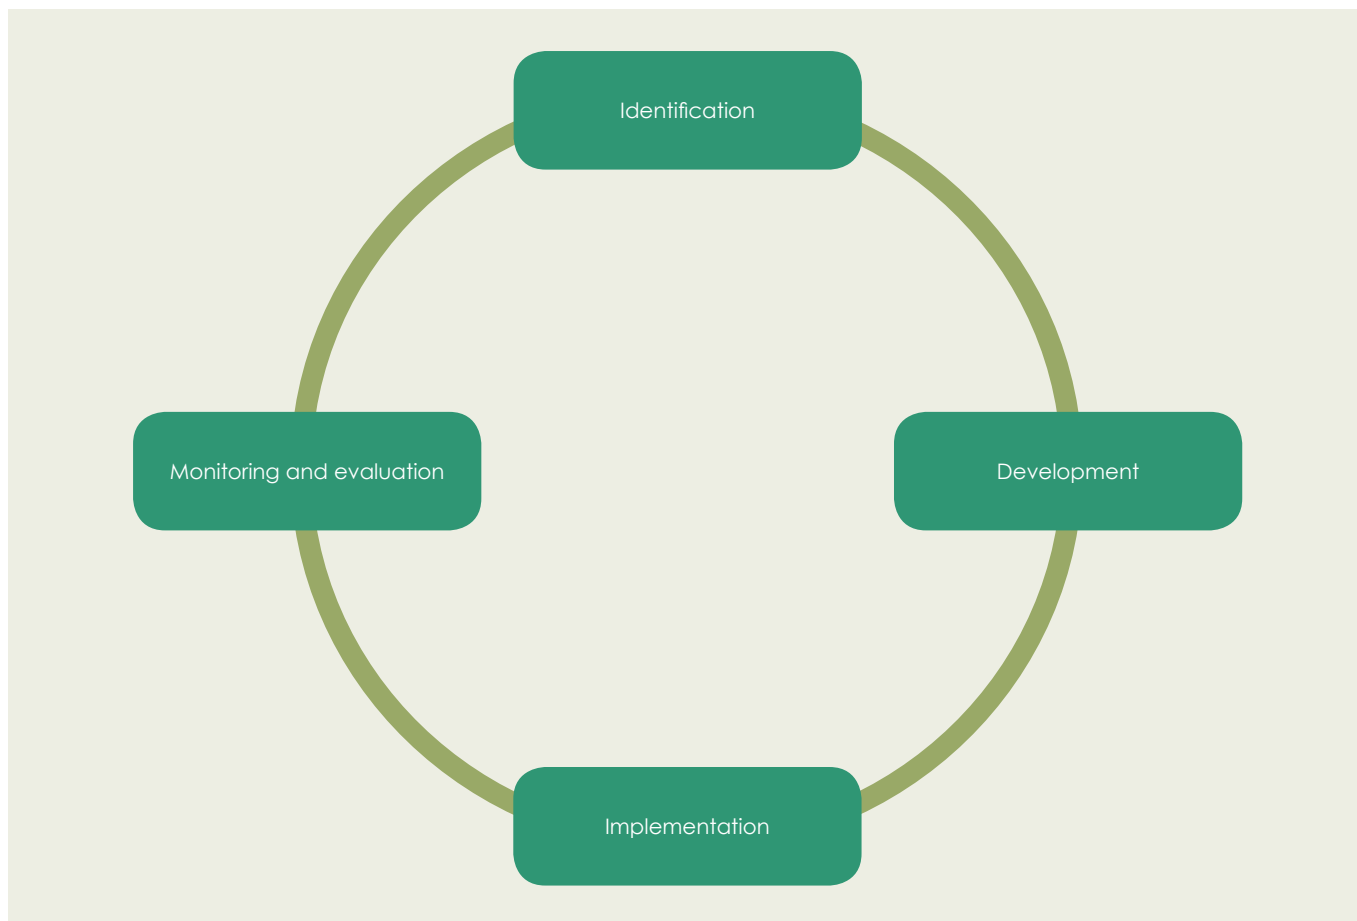 Identification
Monitoring and evaluation
Development
Implementation